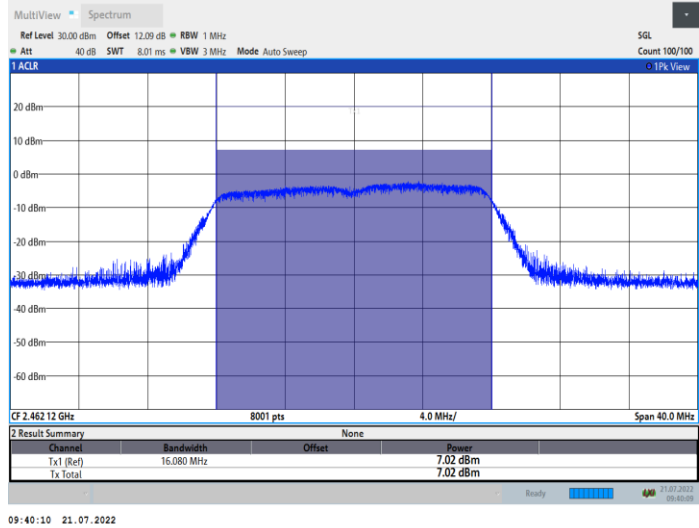 MultiView Spectrum
Ref Level 30.00 dBm Offset 12.09 dB RBW 1 MHz SGL
Att 40 dB SWT 8.01 ms VBW 3 MHz Mode Auto Sweep Count 100/100
1 ACLR 1Pk View
20 dBm
10 dBm
0 dBm
-10 dBm
-20 dBm
-30 dBm
-40 dBm
-50 dBm
-60 dBm
CF 2.462 12 GHz 8001 pts 4.0 MHz/ Span 40.0 MHz
2 Result Summary None
Channel Bandwidth Offset Power
Tx1 (Ref) 16.080 MHz 7.02 dBm
Tx Total 7.02 dBm
Ready 21.07.2022
09:40:09
09:40:10 21.07.2022